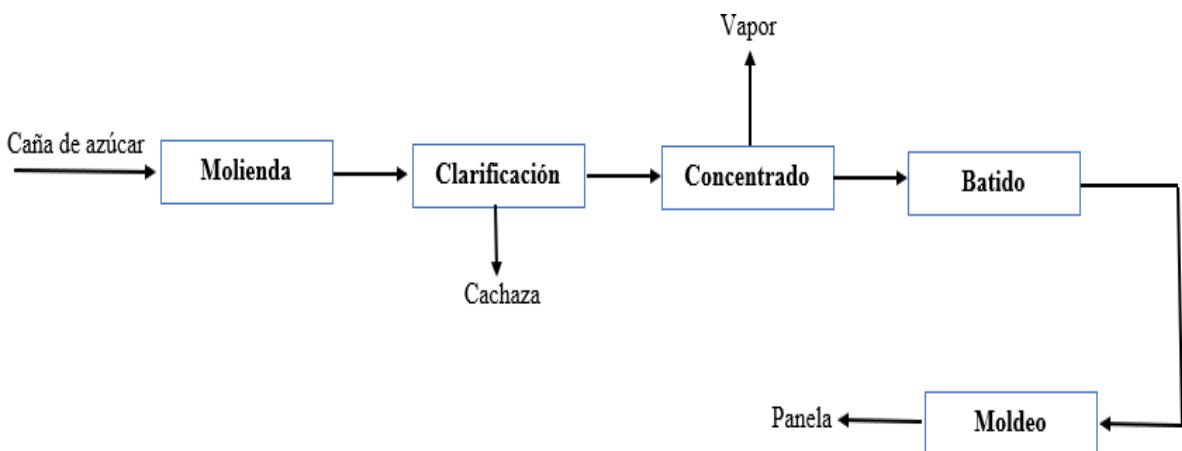 Vapor
Caña de azúcar
Molienda
Clarificación
Concentrado
Batido
Cachaza
Panela
Moldeo